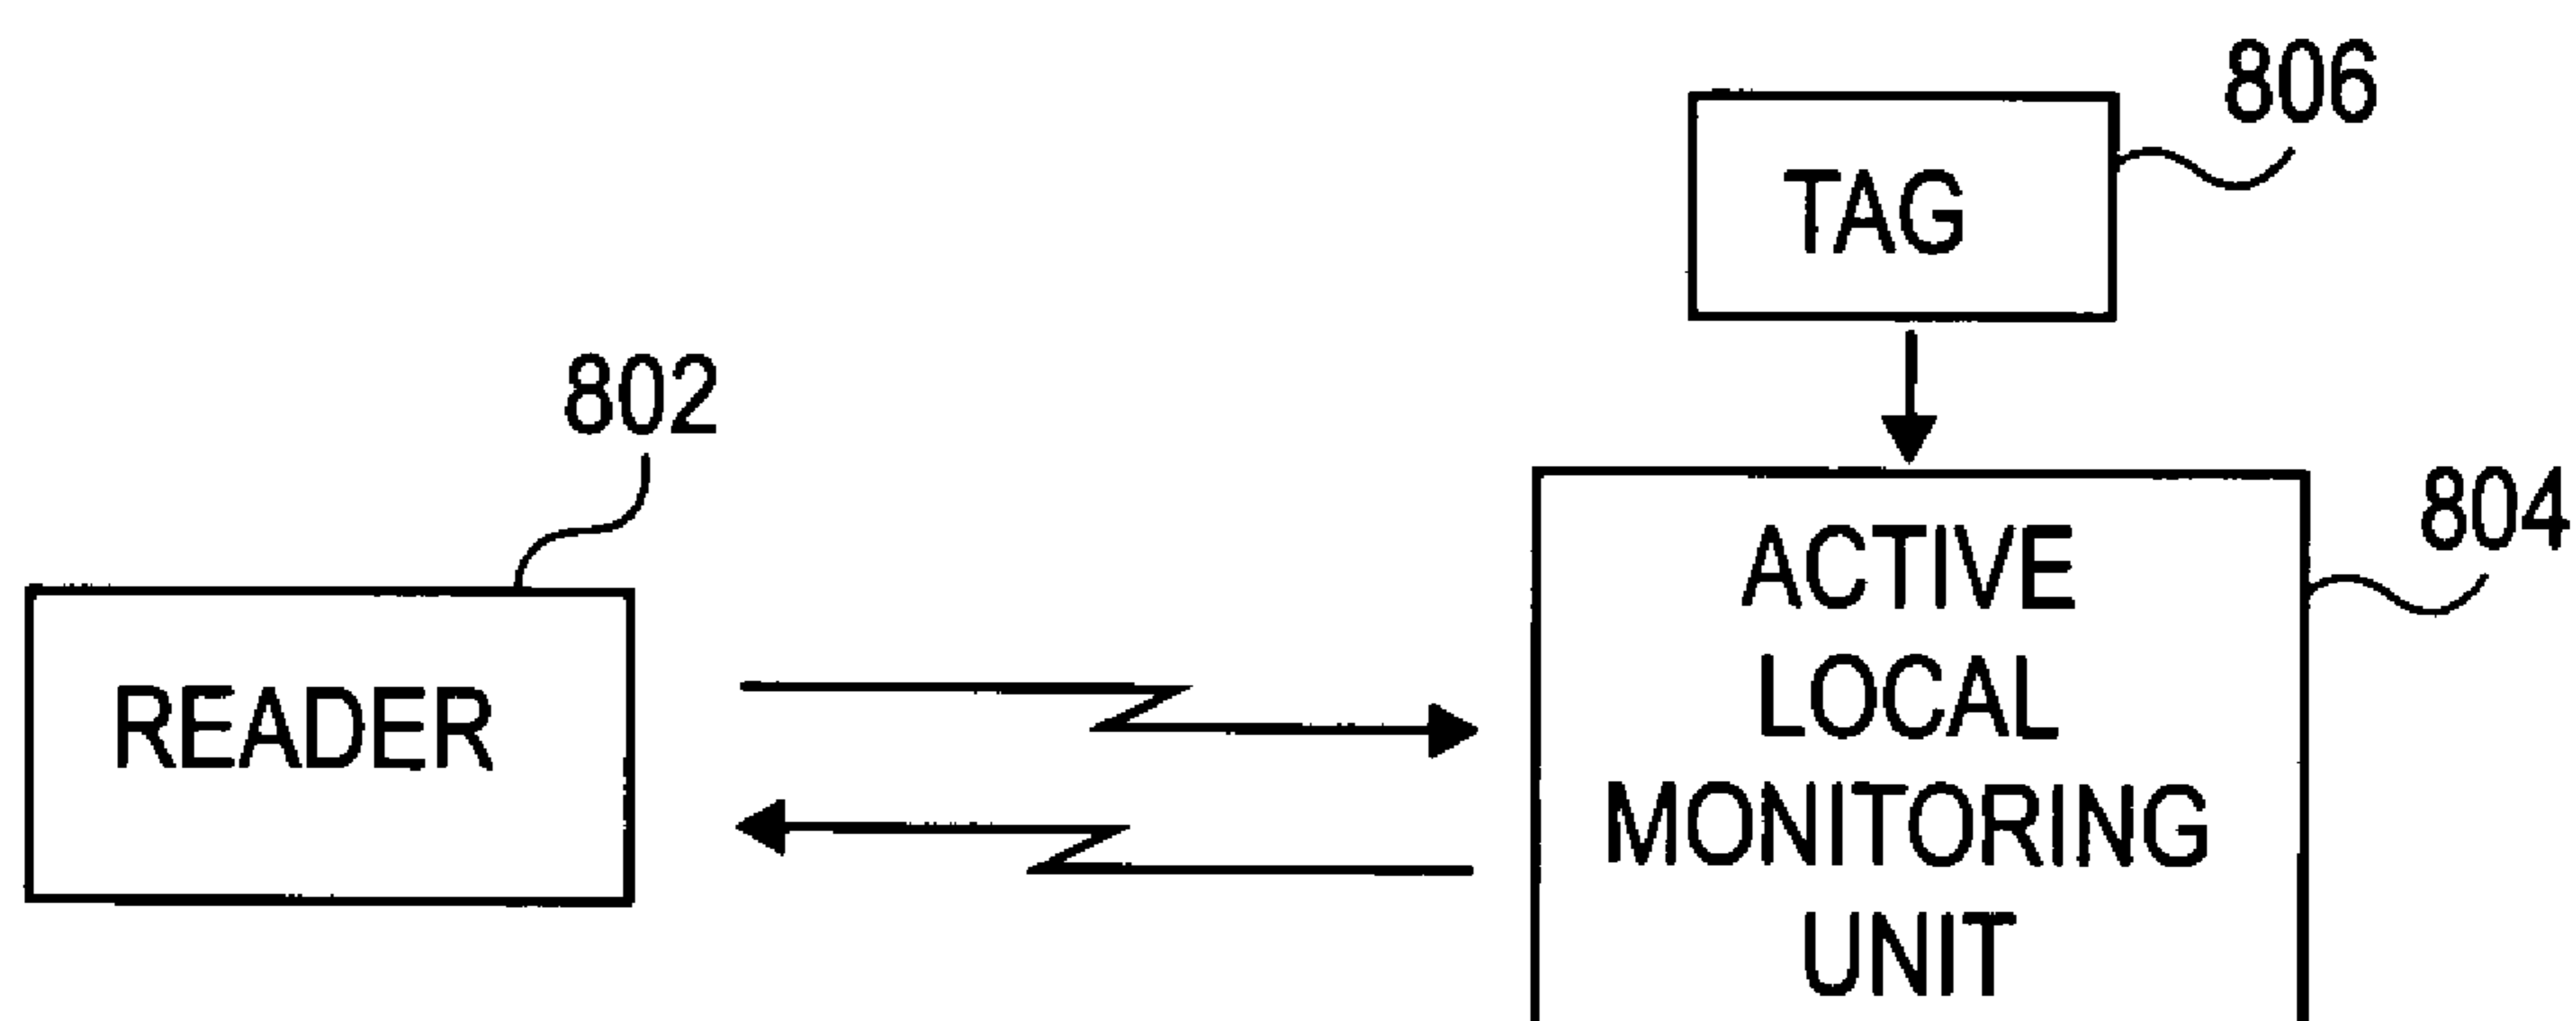 806
TAG
802
804
READER
ACTIVE
LOCAL
MONITORING
UNIT